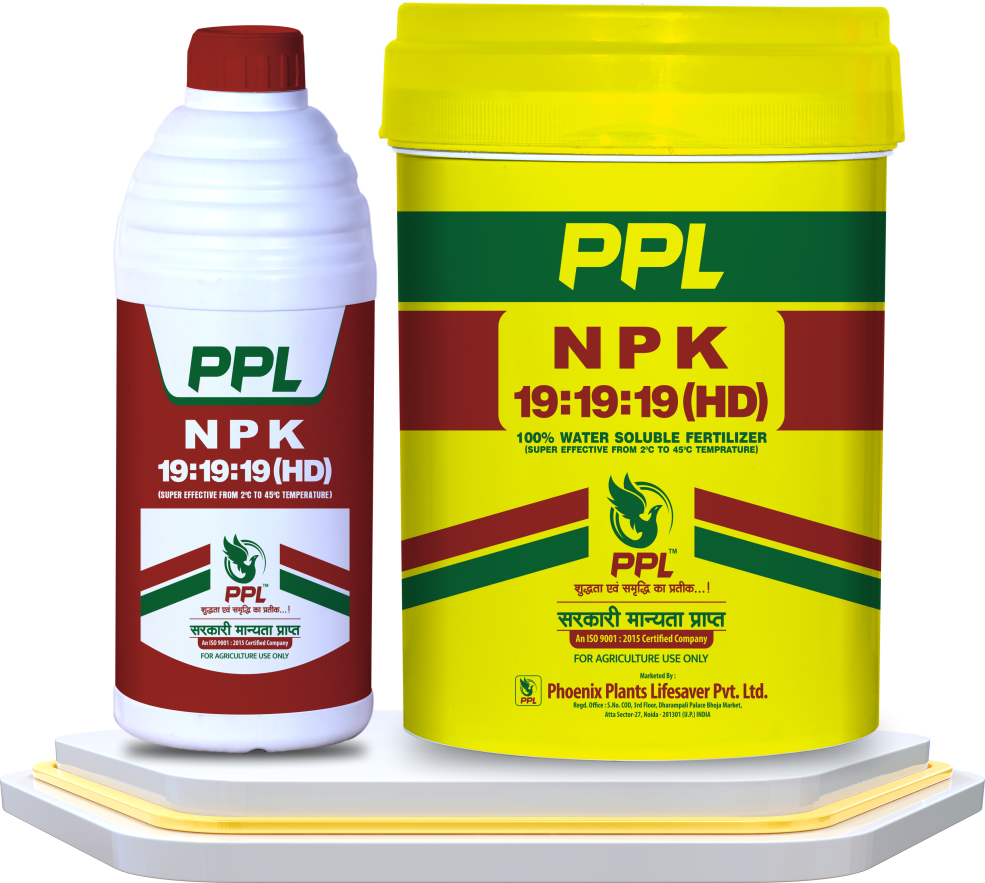 PPL
NPK
19:19:19(HD)
(SUPER EFFECTIVE FROM 2°C TO 45°C TEMPERATURE)
PPL™
शुद्धता एवं समृद्धि का प्रतीक...!
सरकारी मान्यता प्राप्त
An ISO 9001 : 2015 Certified Company
FOR AGRICULTURE USE ONLY
PPL
NPK
19:19:19(HD)
100% WATER SOLUBLE FERTILIZER
(SUPER EFFECTIVE FROM 2°C TO 45°C TEMPRATURE)
PPL™
शुद्धता एवं समृद्धि का प्रतीक...!
सरकारी मान्यता प्राप्त
An ISO 9001 : 2015 Certified Company
FOR AGRICULTURE USE ONLY
Marketed By :
PPL
Phoenix Plants Lifesaver Pvt. Ltd.
Regd. Office : S.No. COD, 3rd Floor, Dharampali Palace Bhoja Market,
Atta Sector-27, Noida - 201301 (U.P.) INDIA